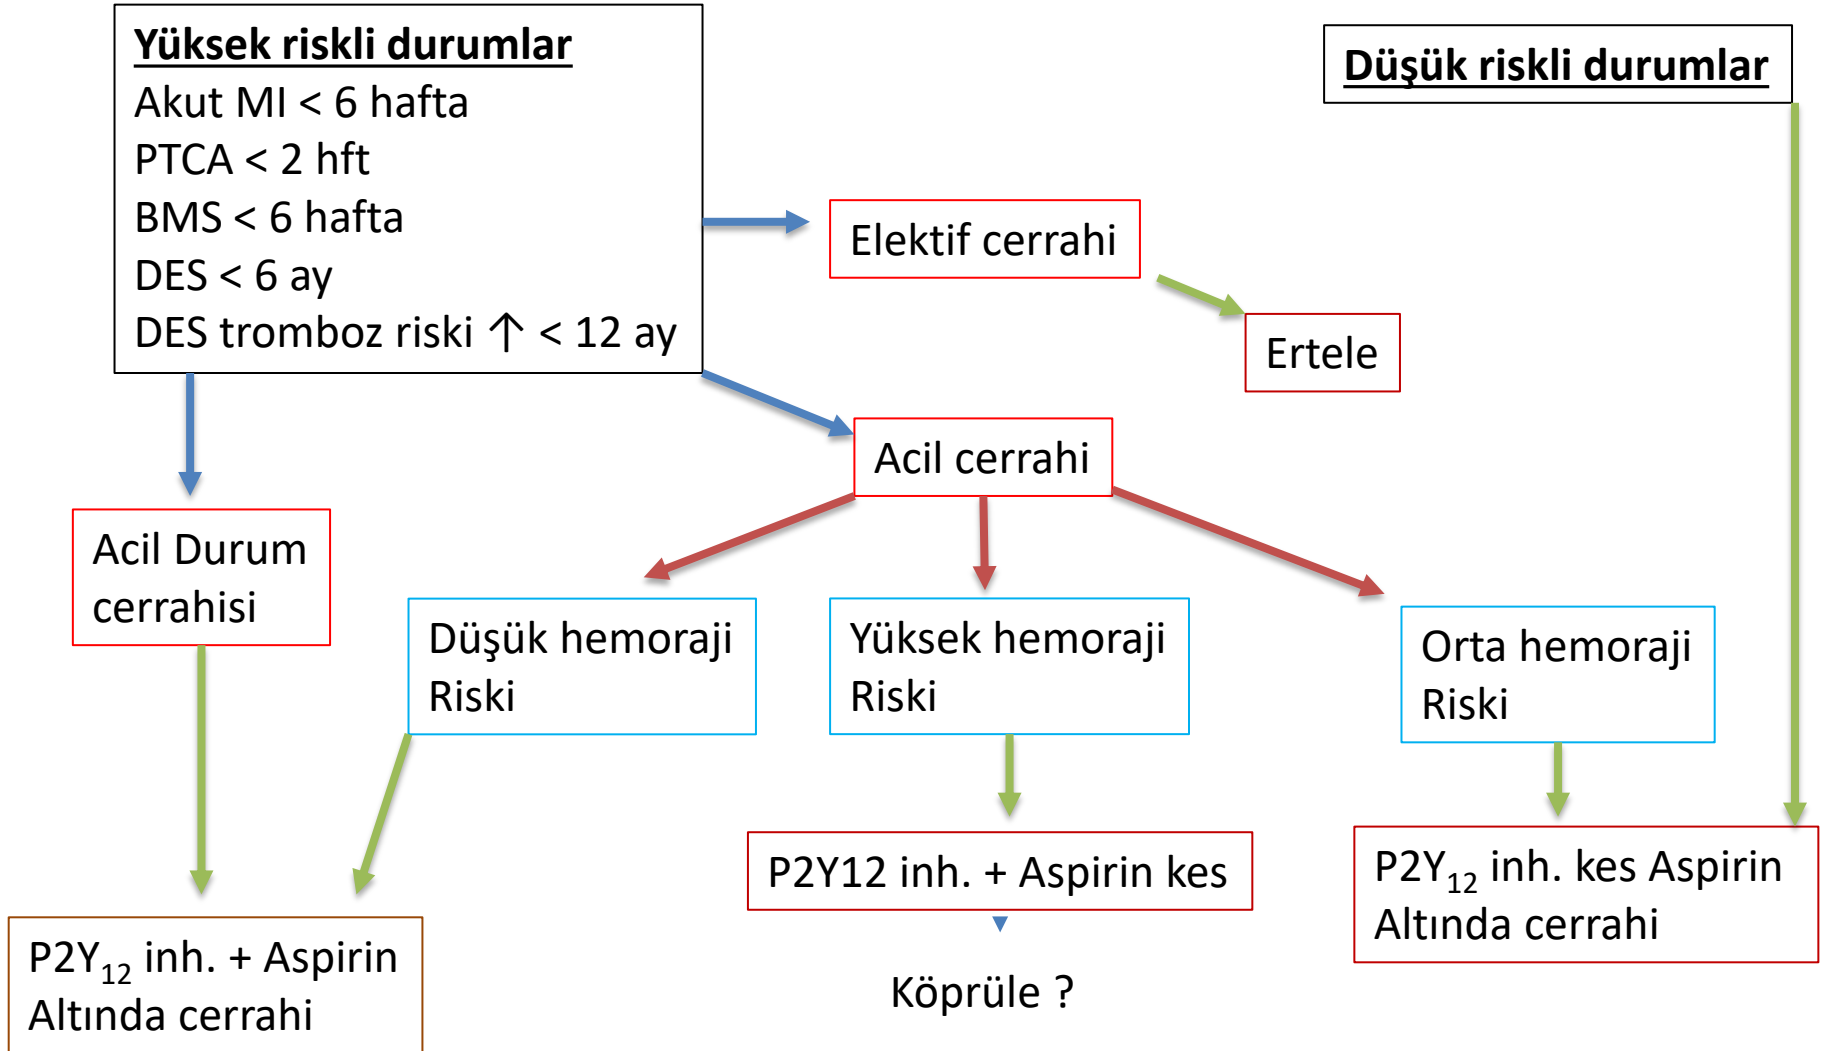 Yüksek riskli durumlar
Akut MI < 6 hafta
PTCA < 2 hft
BMS < 6 hafta
DES < 6 ay
DES tromboz riski ↑ < 12 ay
Düşük riskli durumlar
Elektif cerrahi
Ertele
Acil cerrahi
Acil Durum
cerrahisi
Düşük hemoraji
Riski
Yüksek hemoraji
Riski
Orta hemoraji
Riski
P2Y12 inh. + Aspirin kes
P2Y₁₂ inh. kes Aspirin
Altında cerrahi
P2Y₁₂ inh. + Aspirin
Altında cerrahi
Köprüle ?